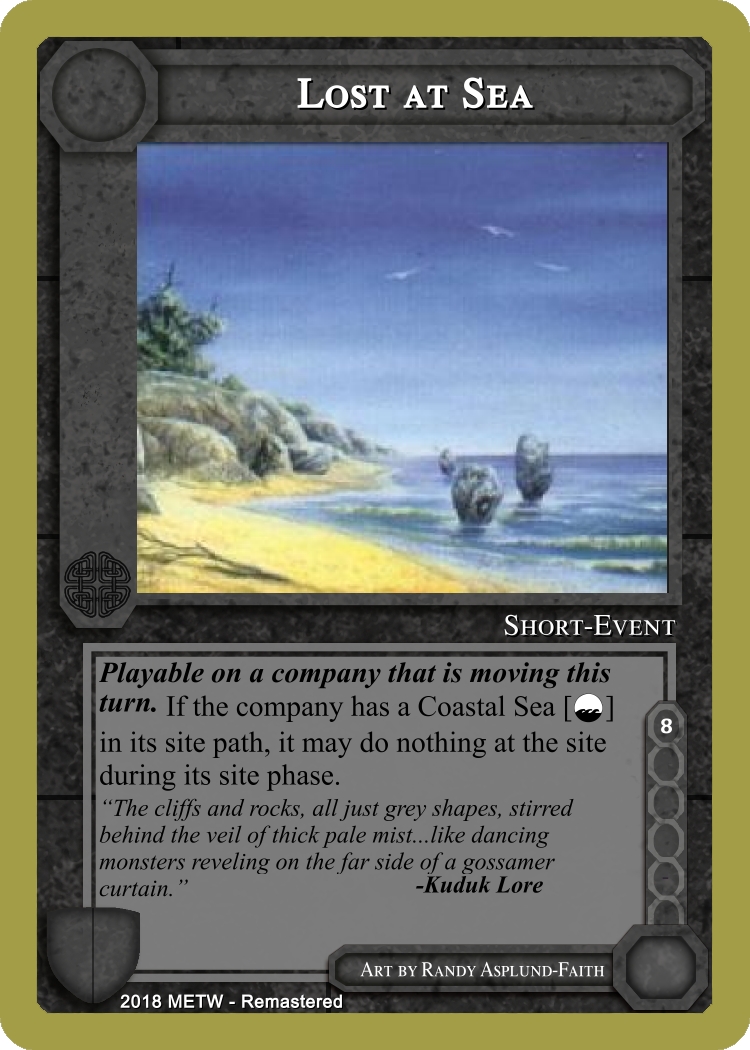 Lost at Sea
Short-Event
Playable on a company that is moving this
turn. If the company has a Coastal Sea [ ]
in its site path, it may do nothing at the site
during its site phase.
8
“The cliffs and rocks, all just grey shapes, stirred
behind the veil of thick pale mist...like dancing
monsters reveling on the far side of a gossamer
curtain.” -Kuduk Lore
Art by Randy Asplund-Faith
2018 METW - Remastered